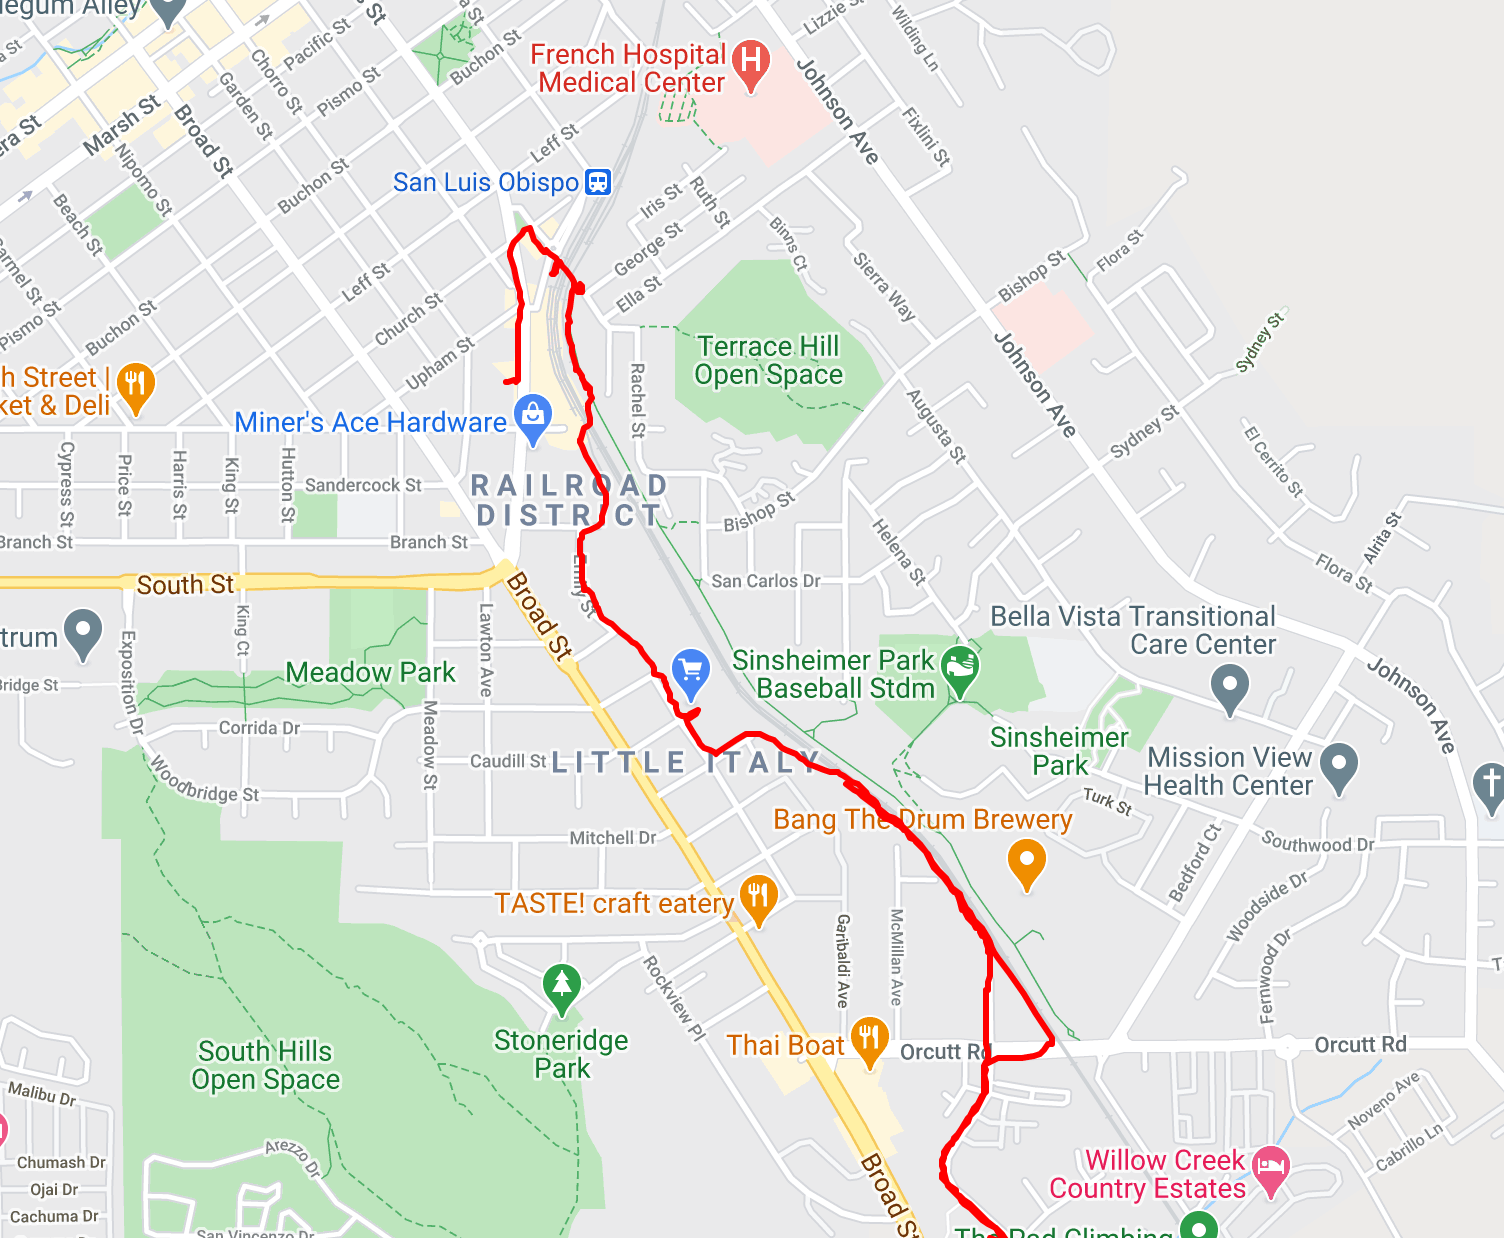 legum Alley
Pacific St
Buchon St
Lizzie St
Wilding Ln
French Hospital
Medical Center
Johnson Ave
Chorro St
Garden St
Pismo St
Marsh St
Broad St
Fixlini St
Leff St
Nipomo St
Buchon St
San Luis Obispo
Iris St
Ruth St
Beach St
George St
Binns Ct
Flora St
Bishop St
Sierra Way
Leff St
Ella St
Church St
Pismo St
Buchon St
Upham St
Terrace Hill
Open Space
Johnson Ave
Sydney St
h Street |
ket & Deli
Rachel St
Augusta St
Sydney St
El Cerrito St
Miner's Ace Hardware
Cypress St
Price St
Harris St
King St
Hutton St
Sandercock St
RAILROAD
DISTRICT
Bishop St
Helena St
Alrita St
Branch St
Branch St
Flora St
South St
Emily St
San Carlos Dr
Broad St
Bella Vista Transitional
Care Center
trum
Exposition Dr
King Ct
Lawton Ave
Meadow Park
Sinsheimer Park
Baseball Stdm
Johnson Ave
Bridge St
Corrida Dr
Meadow St
Sinsheimer
Park
Mission View
Health Center
Woodbridge St
Caudill St
LITTLE ITALY
Turk St
Bang The Drum Brewery
Mitchell Dr
Southwood Dr
Bedford Ct
Woodside Dr
TASTE! craft eatery
Garibaldi Ave
McMillan Ave
Rockview Pl
Fernwood Dr
Stoneridge
Park
Thai Boat
Orcutt Rd
Orcutt Rd
South Hills
Open Space
Malibu Dr
Noveno Ave
Cabrillo Ln
Arezzo Dr
Chumash Dr
Ojai Dr
Cachuma Dr
Willow Creek
Country Estates
Broad St
San Vincenzo Dr
The Pad Climbing